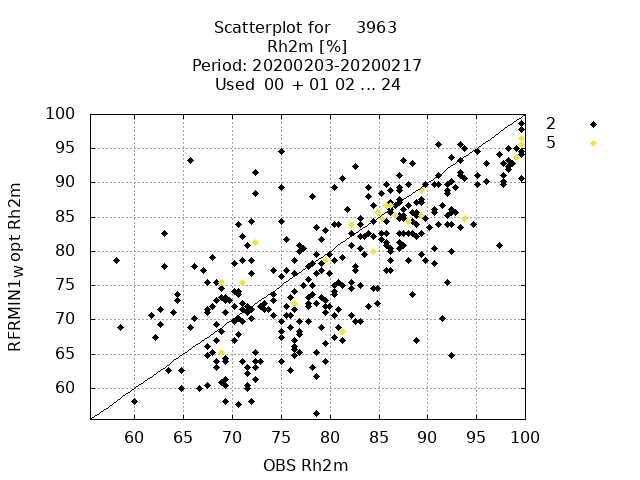 Scatterplot for 3963
Rh2m [%]
Period: 20200203-20200217
Used 00 + 01 02 ... 24
100
95
90
85
80
75
70
65
60
60 65 70 75 80 85 90 95 100
2
5
RFRMIN1w opt Rh2m
OBS Rh2m